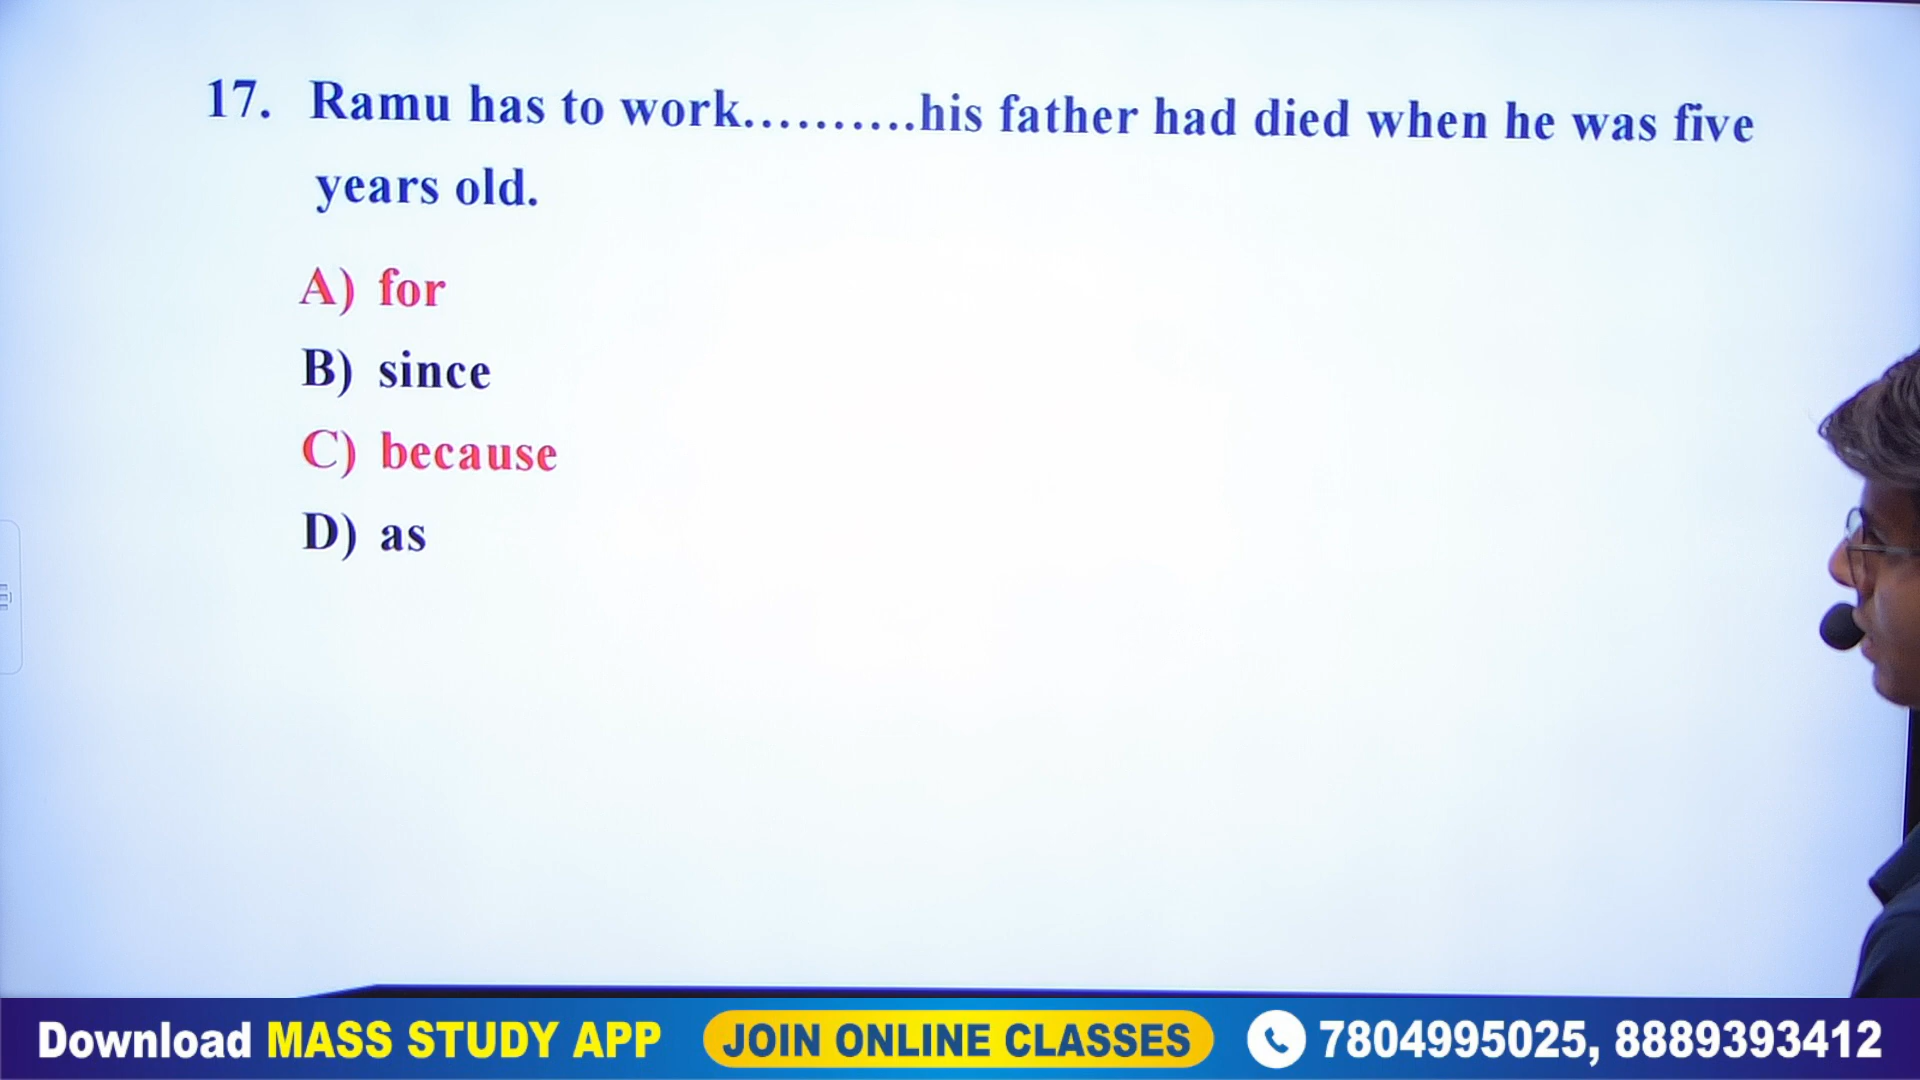 17. Ramu has to work..........his father had died when he was five
years old.
A) for
B) since
C) because
D) as
Download MASS STUDY APP JOIN ONLINE CLASSES 7804995025, 8889393412